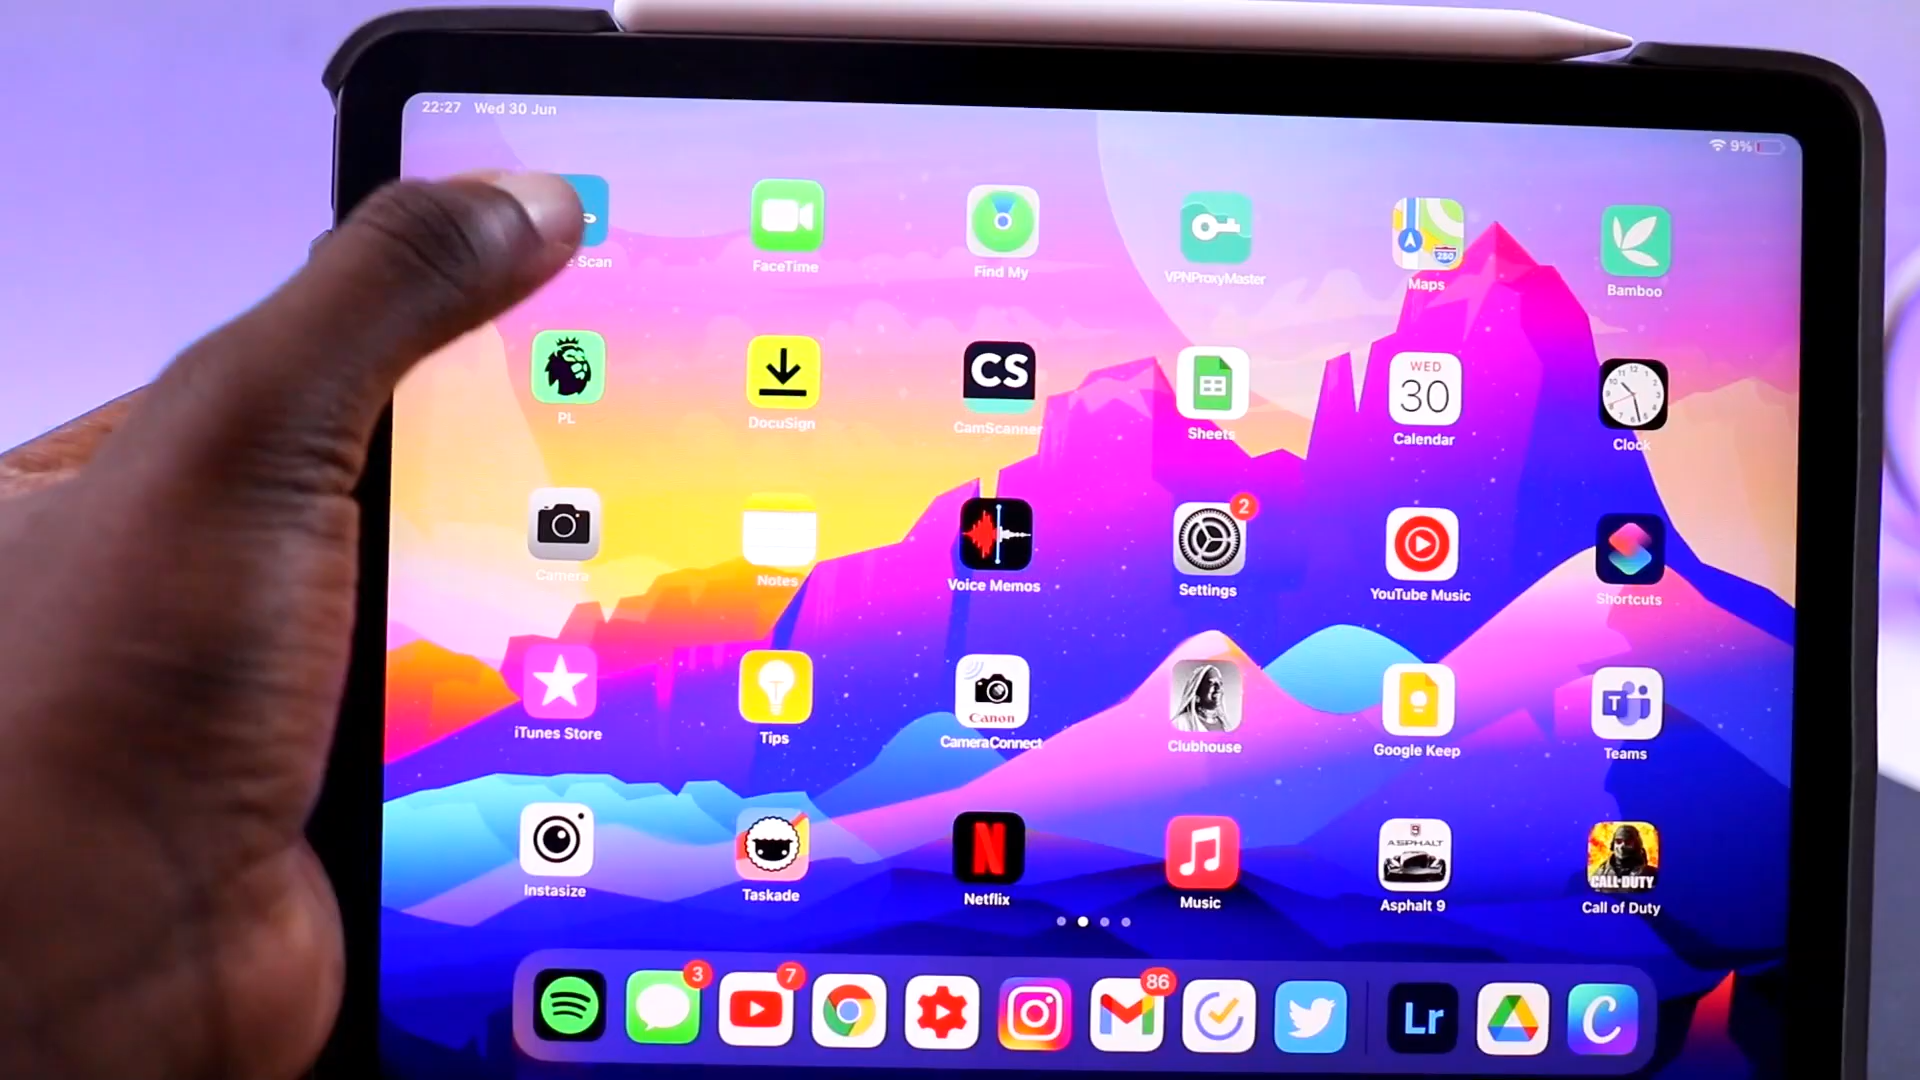 22:27 Wed 30 Jun
9%
Scan
FaceTime
Find My
VPNProxyMaster
280
Maps
Bamboo
PL
DocuSign
CS
CamScanner
Sheets
WED
30
Calendar
Clock
Camera
Notes
Voice Memos
2
Settings
YouTube Music
Shortcuts
iTunes Store
Tips
Canon
CameraConnect
Clubhouse
Google Keep
T
Teams
Instasize
Taskade
N
Netflix
Music
9
ASPHALT
Asphalt 9
CALL·DUTY
Call of Duty
3
7
86
Lr
C